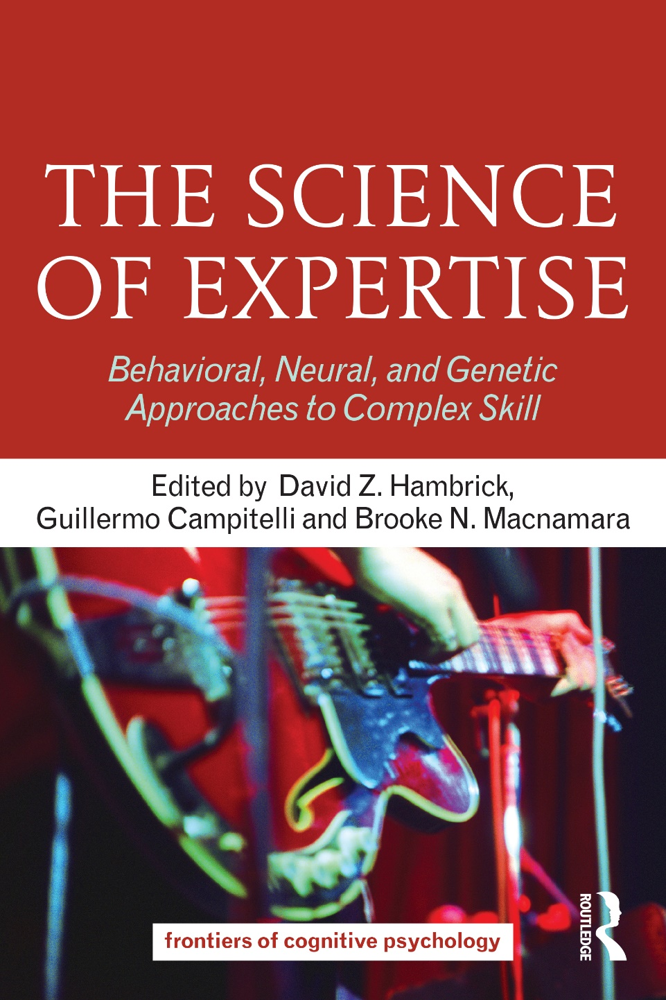 THE SCIENCE
OF EXPERTISE
Behavioral, Neural, and Genetic
Approaches to Complex Skill
Edited by David Z. Hambrick,
Guillermo Campitelli and Brooke N. Macnamara
frontiers of cognitive psychology
ROUTLEDGE